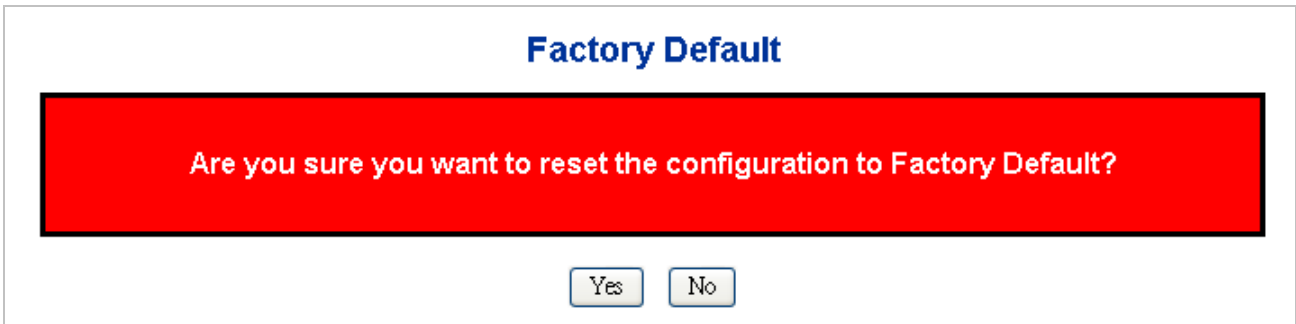 Factory Default
Are you sure you want to reset the configuration to Factory Default?
Yes No